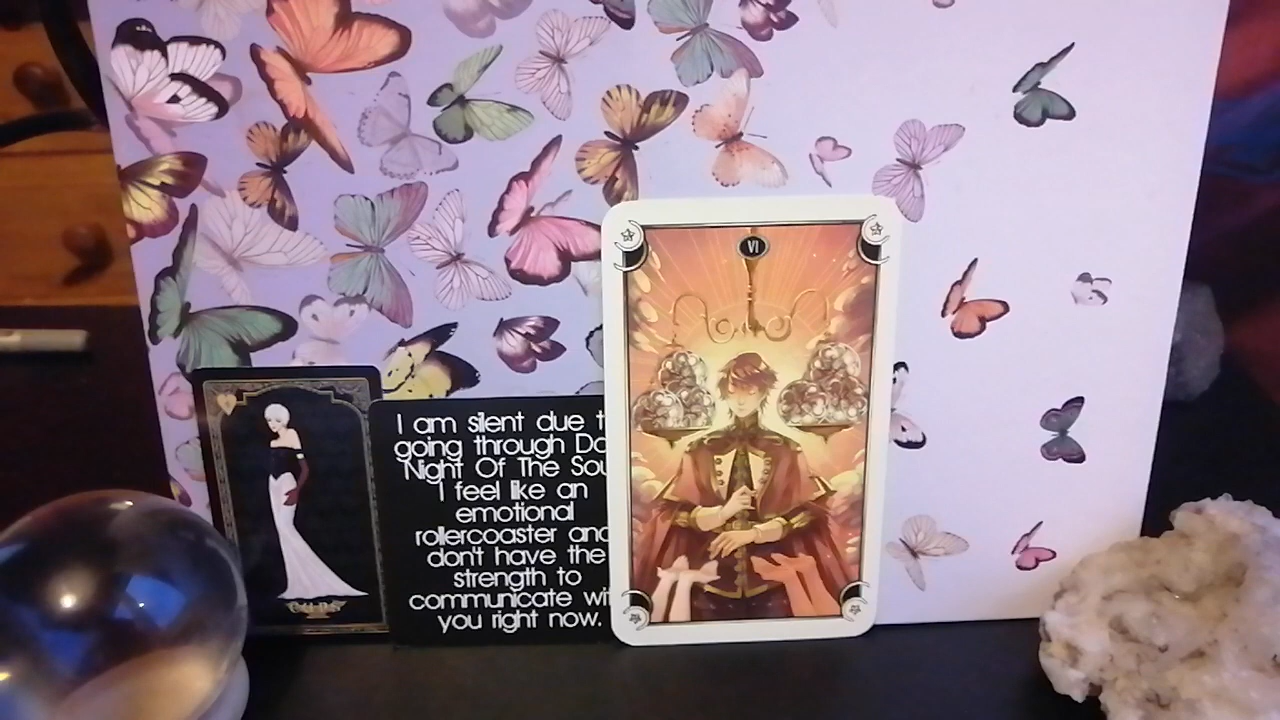 VI
I am silent due t
going through Da
Night Of The Sou
I feel like an
emotional
rollercoaster and
don't have the
strength to
communicate wit
you right now.